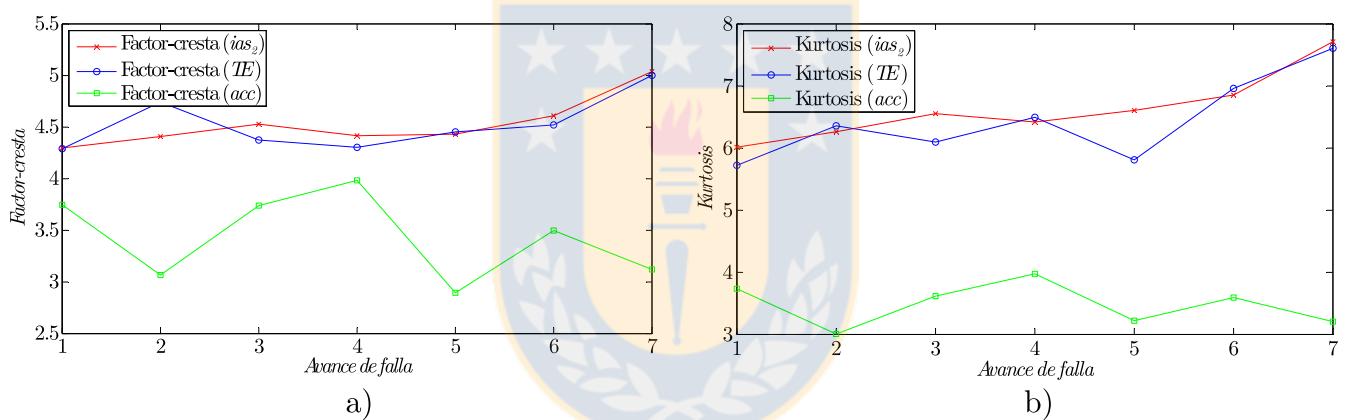 5.5
5
4.5
4
3.5
3
2.5
Factor-cresta
Factor-cresta (ias₂)
Factor-cresta (TE)
Factor-cresta (acc)
1 2 3 4 5 6 7
Avance de falla
a)
8
7
6
5
4
3
Kurtosis
Kurtosis (ias₂)
Kurtosis (TE)
Kurtosis (acc)
1 2 3 4 5 6 7
Avance de falla
b)